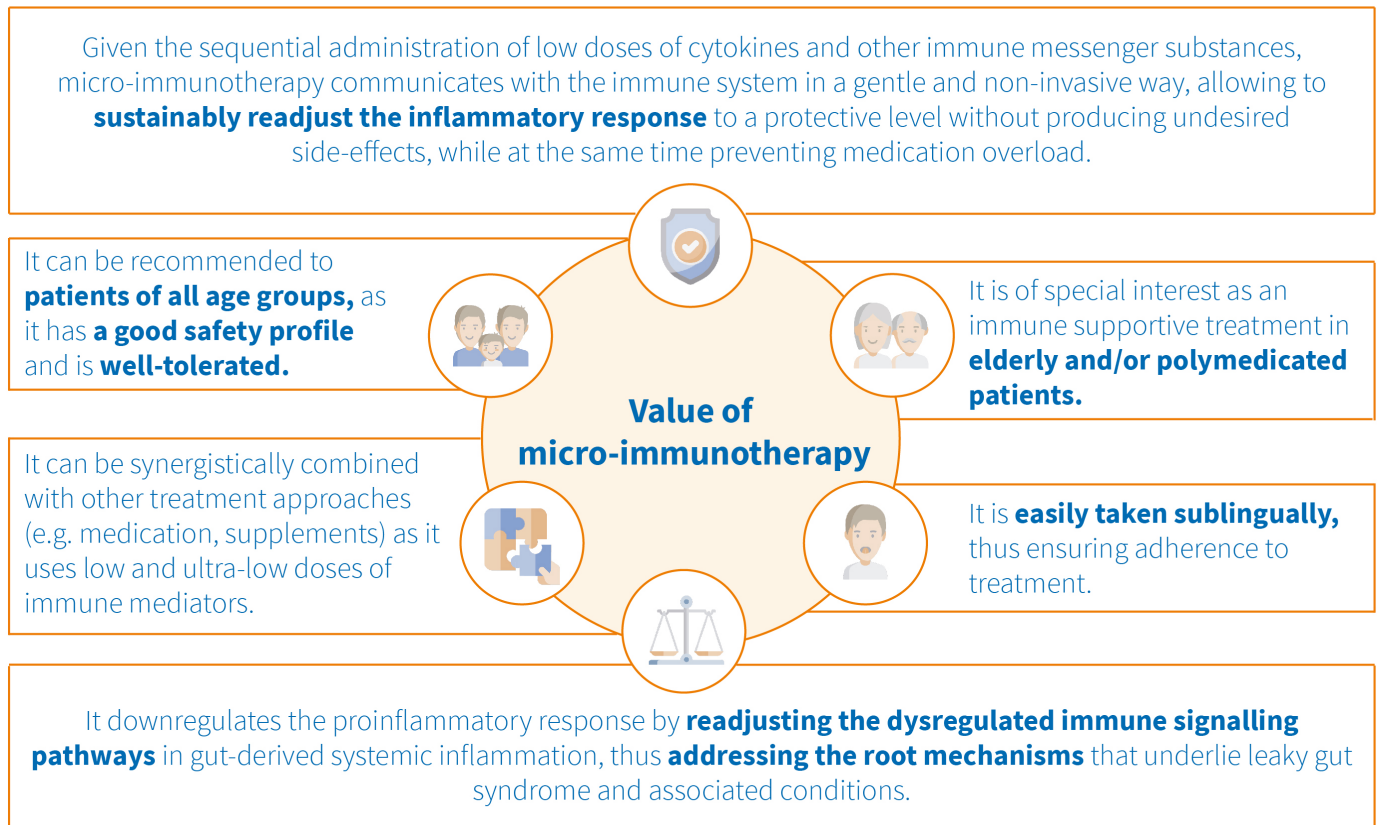 Given the sequential administration of low doses of cytokines and other immune messenger substances,
micro-immunotherapy communicates with the immune system in a gentle and non-invasive way, allowing to
sustainably readjust the inflammatory response to a protective level without producing undesired
side-effects, while at the same time preventing medication overload.
It can be recommended to
patients of all age groups, as
it has a good safety profile
and is well-tolerated.
It is of special interest as an
immune supportive treatment in
elderly and/or polymedicated
patients.
Value of
micro-immunotherapy
It can be synergistically combined
with other treatment approaches
(e.g. medication, supplements) as it
uses low and ultra-low doses of
immune mediators.
It is easily taken sublingually,
thus ensuring adherence to
treatment.
It downregulates the proinflammatory response by readjusting the dysregulated immune signalling
pathways in gut-derived systemic inflammation, thus addressing the root mechanisms that underlie leaky gut
syndrome and associated conditions.